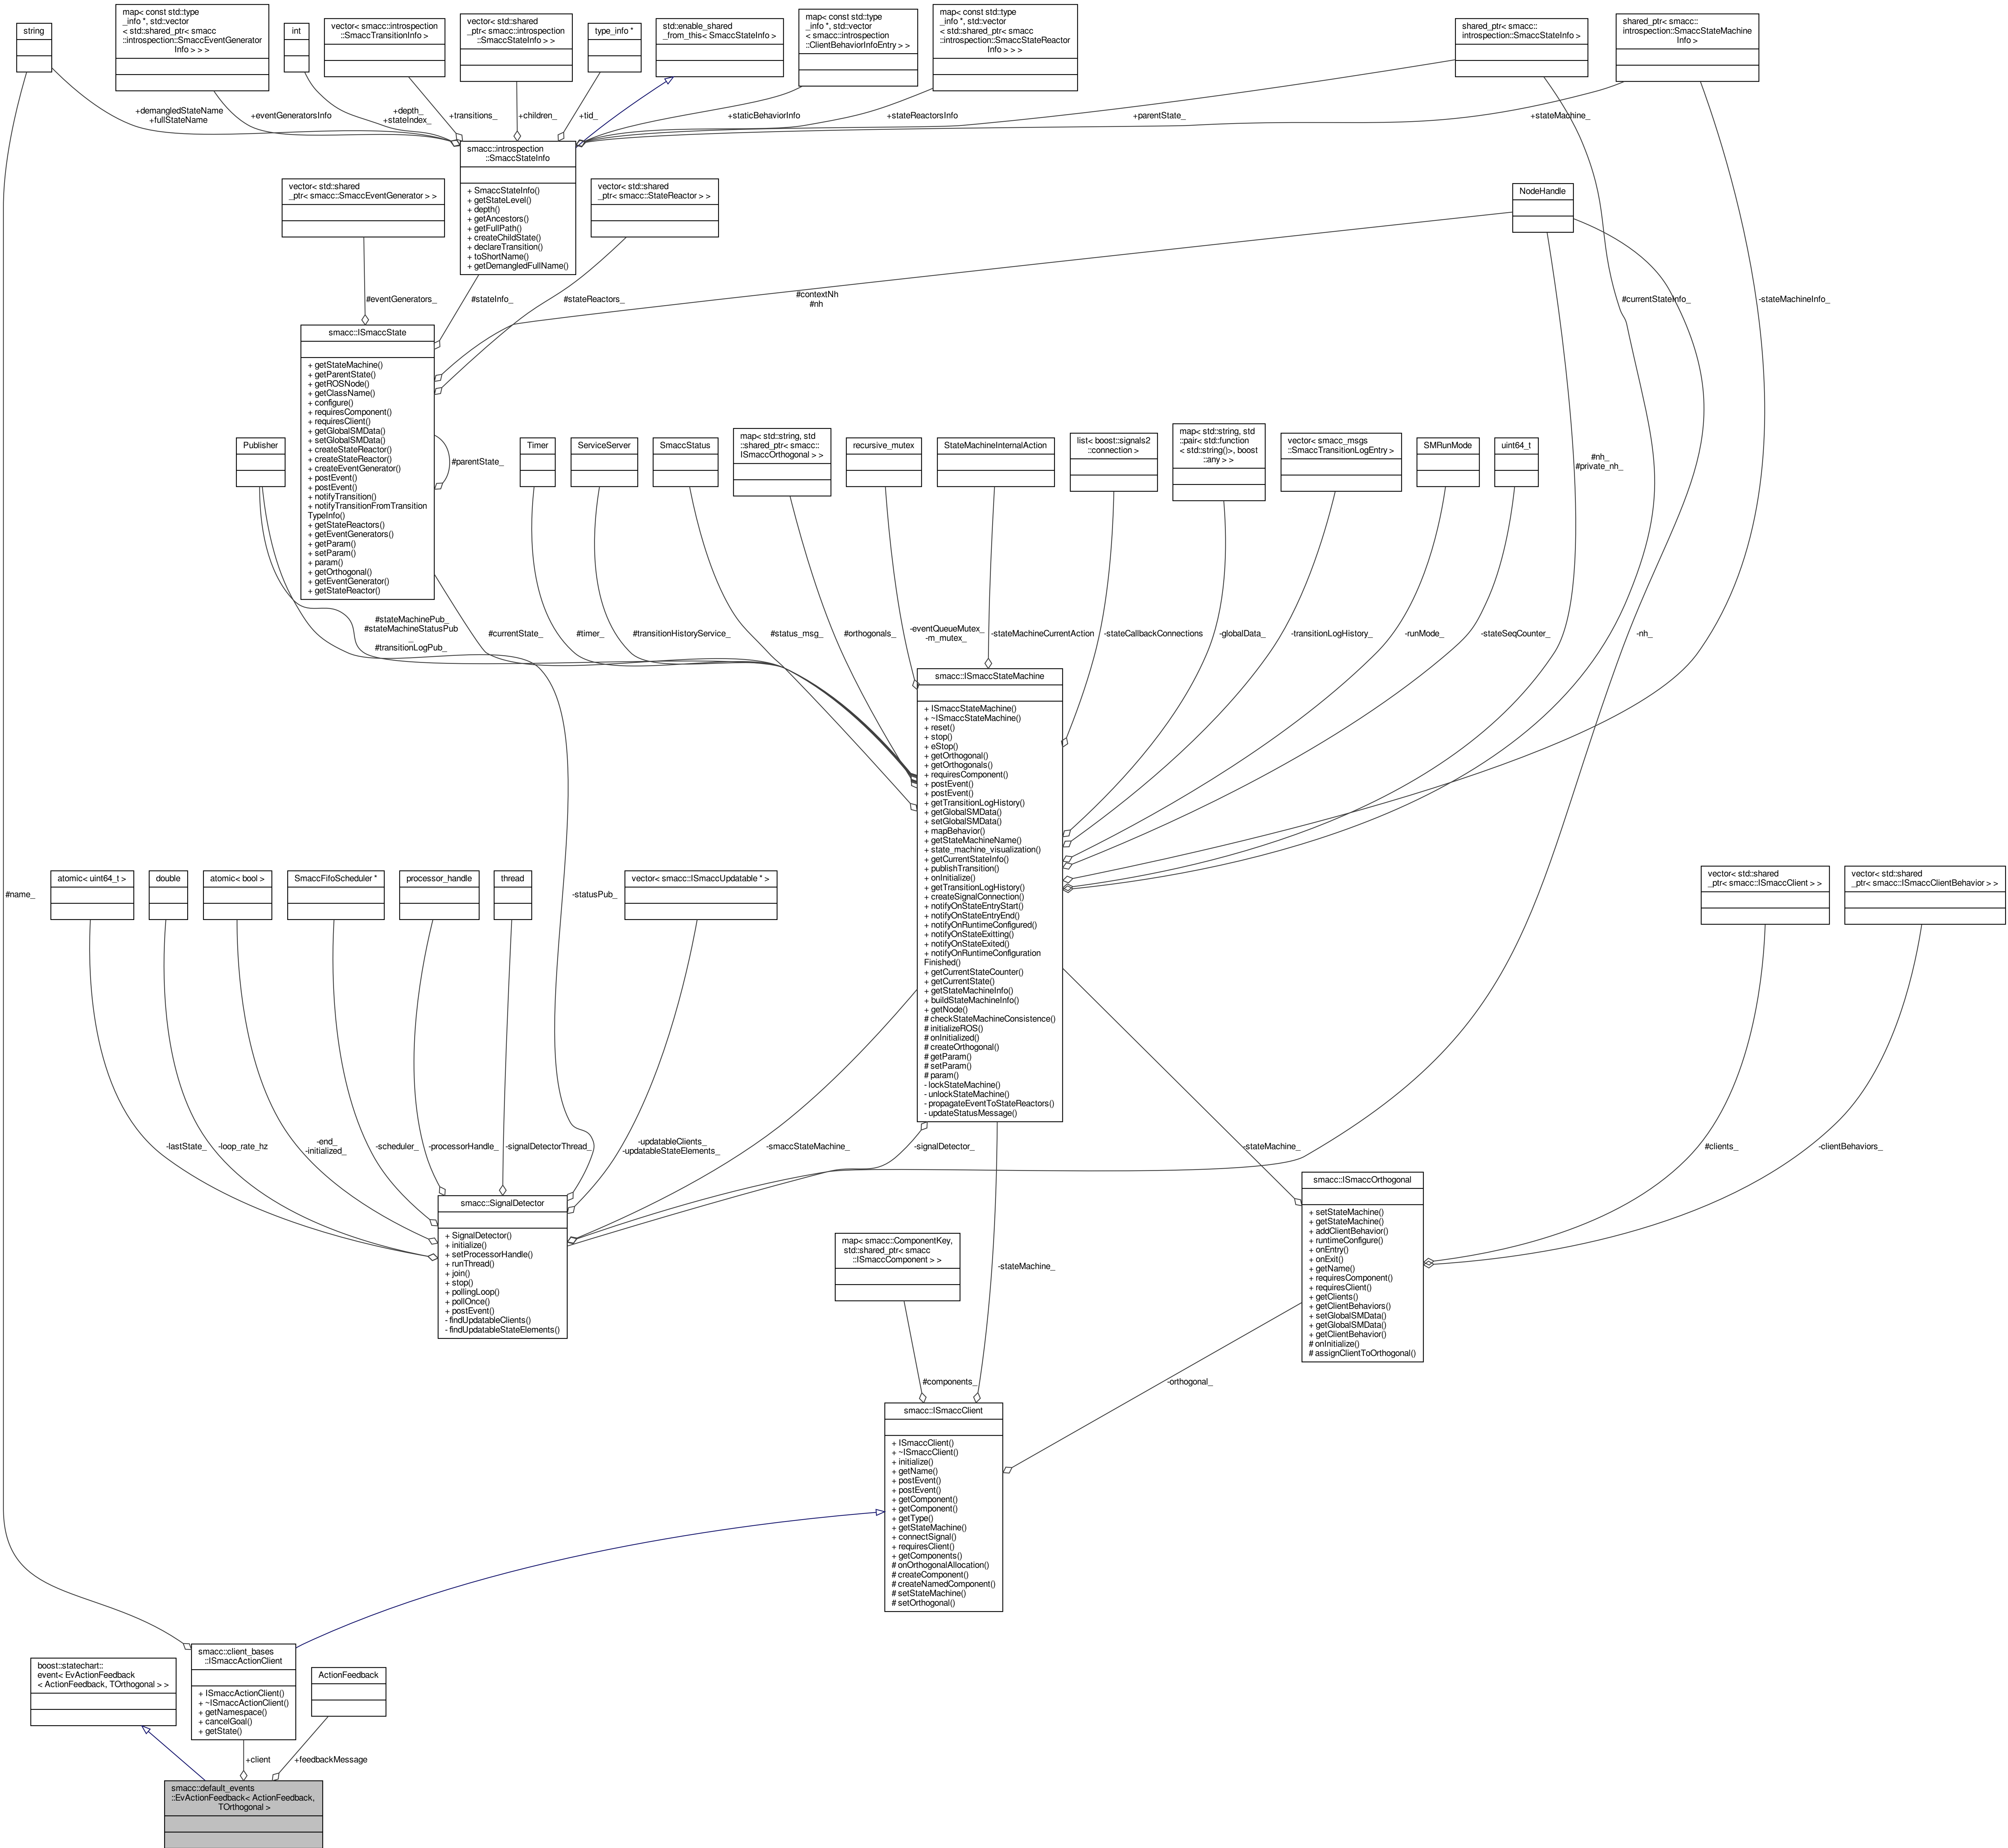 string
map< const std::type
_info *, std::vector
< std::shared_ptr< smacc
::introspection::SmaccEventGenerator
Info > > >
int
vector< smacc::introspection
::SmaccTransitionInfo >
vector< std::shared
_ptr< smacc::introspection
::SmaccStateInfo > >
type_info *
std::enable_shared
_from_this< SmaccStateInfo >
map< const std::type
_info *, std::vector
< smacc::introspection
::ClientBehaviorInfoEntry > >
map< const std::type
_info *, std::vector
< std::shared_ptr< smacc
::introspection::SmaccStateReactor
Info > > >
shared_ptr< smacc::
introspection::SmaccStateInfo >
shared_ptr< smacc::
introspection::SmaccStateMachine
Info >
+demangledStateName
+fullStateName
+eventGeneratorsInfo
+depth_
+stateIndex_
+transitions_
+children_
+tid_
+staticBehaviorInfo
+stateReactorsInfo
+parentState_
+stateMachine_
smacc::introspection
::SmaccStateInfo
+ SmaccStateInfo()
+ getStateLevel()
+ depth()
+ getAncestors()
+ getFullPath()
+ createChildState()
+ declareTransition()
+ toShortName()
+ getDemangledFullName()
vector< std::shared
_ptr< smacc::SmaccEventGenerator > >
vector< std::shared
_ptr< smacc::StateReactor > >
NodeHandle
#eventGenerators_
#stateInfo_
#stateReactors_
#contextNh
#nh
#currentStateInfo_
-stateMachineInfo_
smacc::ISmaccState
+ getStateMachine()
+ getParentState()
+ getROSNode()
+ getClassName()
+ configure()
+ requiresComponent()
+ requiresClient()
+ getGlobalSMData()
+ setGlobalSMData()
+ createStateReactor()
+ createStateReactor()
+ createEventGenerator()
+ postEvent()
+ postEvent()
+ notifyTransition()
+ notifyTransitionFromTransition
TypeInfo()
+ getStateReactors()
+ getEventGenerators()
+ getParam()
+ setParam()
+ param()
+ getOrthogonal()
+ getEventGenerator()
+ getStateReactor()
#parentState_
Publisher
Timer
ServiceServer
SmaccStatus
map< std::string, std
::shared_ptr< smacc::
ISmaccOrthogonal > >
recursive_mutex
StateMachineInternalAction
list< boost::signals2
::connection >
map< std::string, std
::pair< std::function
< std::string()>, boost
::any > >
vector< smacc_msgs
::SmaccTransitionLogEntry >
SMRunMode
uint64_t
#nh_
#private_nh_
#stateMachinePub_
#stateMachineStatusPub
_
#transitionLogPub_
#currentState_
#timer_
#transitionHistoryService_
#status_msg_
#orthogonals_
-eventQueueMutex_
-m_mutex_
-stateMachineCurrentAction
-stateCallbackConnections
-globalData_
-transitionLogHistory_
-runMode_
-stateSeqCounter_
-nh_
smacc::ISmaccStateMachine
+ ISmaccStateMachine()
+ ~ISmaccStateMachine()
+ reset()
+ stop()
+ eStop()
+ getOrthogonal()
+ getOrthogonals()
+ requiresComponent()
+ postEvent()
+ postEvent()
+ getTransitionLogHistory()
+ getGlobalSMData()
+ setGlobalSMData()
+ mapBehavior()
+ getStateMachineName()
+ state_machine_visualization()
+ getCurrentStateInfo()
+ publishTransition()
+ onInitialize()
+ getTransitionLogHistory()
+ createSignalConnection()
+ notifyOnStateEntryStart()
+ notifyOnStateEntryEnd()
+ notifyOnRuntimeConfigured()
+ notifyOnStateExitting()
+ notifyOnStateExited()
+ notifyOnRuntimeConfiguration
Finished()
+ getCurrentStateCounter()
+ getCurrentState()
+ getStateMachineInfo()
+ buildStateMachineInfo()
+ getNode()
# checkStateMachineConsistence()
# initializeROS()
# onInitialized()
# createOrthogonal()
# getParam()
# setParam()
# param()
- lockStateMachine()
- unlockStateMachine()
- propagateEventToStateReactors()
- updateStatusMessage()
#name_
atomic< uint64_t >
double
atomic< bool >
SmaccFifoScheduler *
processor_handle
thread
-statusPub_
vector< smacc::ISmaccUpdatable * >
vector< std::shared
_ptr< smacc::ISmaccClient > >
vector< std::shared
_ptr< smacc::ISmaccClientBehavior > >
-lastState_
-loop_rate_hz
-end_
-initialized_
-scheduler_
-processorHandle_
-signalDetectorThread_
-updatableClients_
-updatableStateElements_
-smaccStateMachine_
-signalDetector_
-stateMachine_
#clients_
-clientBehaviors_
smacc::SignalDetector
+ SignalDetector()
+ initialize()
+ setProcessorHandle()
+ runThread()
+ join()
+ stop()
+ pollingLoop()
+ pollOnce()
+ postEvent()
- findUpdatableClients()
- findUpdatableStateElements()
smacc::ISmaccOrthogonal
+ setStateMachine()
+ getStateMachine()
+ addClientBehavior()
+ runtimeConfigure()
+ onEntry()
+ onExit()
+ getName()
+ requiresComponent()
+ requiresClient()
+ getClients()
+ getClientBehaviors()
+ setGlobalSMData()
+ getGlobalSMData()
+ getClientBehavior()
# onInitialize()
# assignClientToOrthogonal()
map< smacc::ComponentKey,
std::shared_ptr< smacc
::ISmaccComponent > >
-stateMachine_
#components_
-orthogonal_
smacc::ISmaccClient
+ ISmaccClient()
+ ~ISmaccClient()
+ initialize()
+ getName()
+ postEvent()
+ postEvent()
+ getComponent()
+ getComponent()
+ getType()
+ getStateMachine()
+ connectSignal()
+ requiresClient()
+ getComponents()
# onOrthogonalAllocation()
# createComponent()
# createNamedComponent()
# setStateMachine()
# setOrthogonal()
boost::statechart::
event< EvActionFeedback
< ActionFeedback, TOrthogonal > >
smacc::client_bases
::ISmaccActionClient
+ ISmaccActionClient()
+ ~ISmaccActionClient()
+ getNamespace()
+ cancelGoal()
+ getState()
ActionFeedback
+client
+feedbackMessage
smacc::default_events
::EvActionFeedback< ActionFeedback,
TOrthogonal >